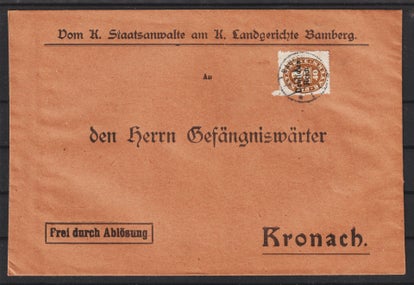 Vom K. Staatsanwalte am K. Landgerichte Bamberg.
An
den Herrn Gefängniswärter
Frei durch Ablösung
Kronach.